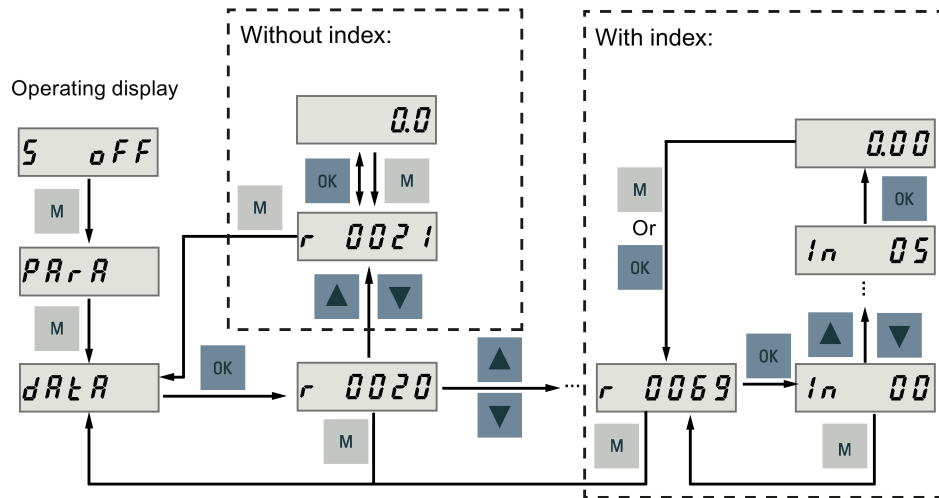 Without index:
With index:
Operating display
0.0
S oFF
0.00
OK
M
M
M
M
OK
Or
PArA
r 0021
OK
In 05
M
dAtA
OK
r 0020
r 0069
OK
In 00
M
M
M